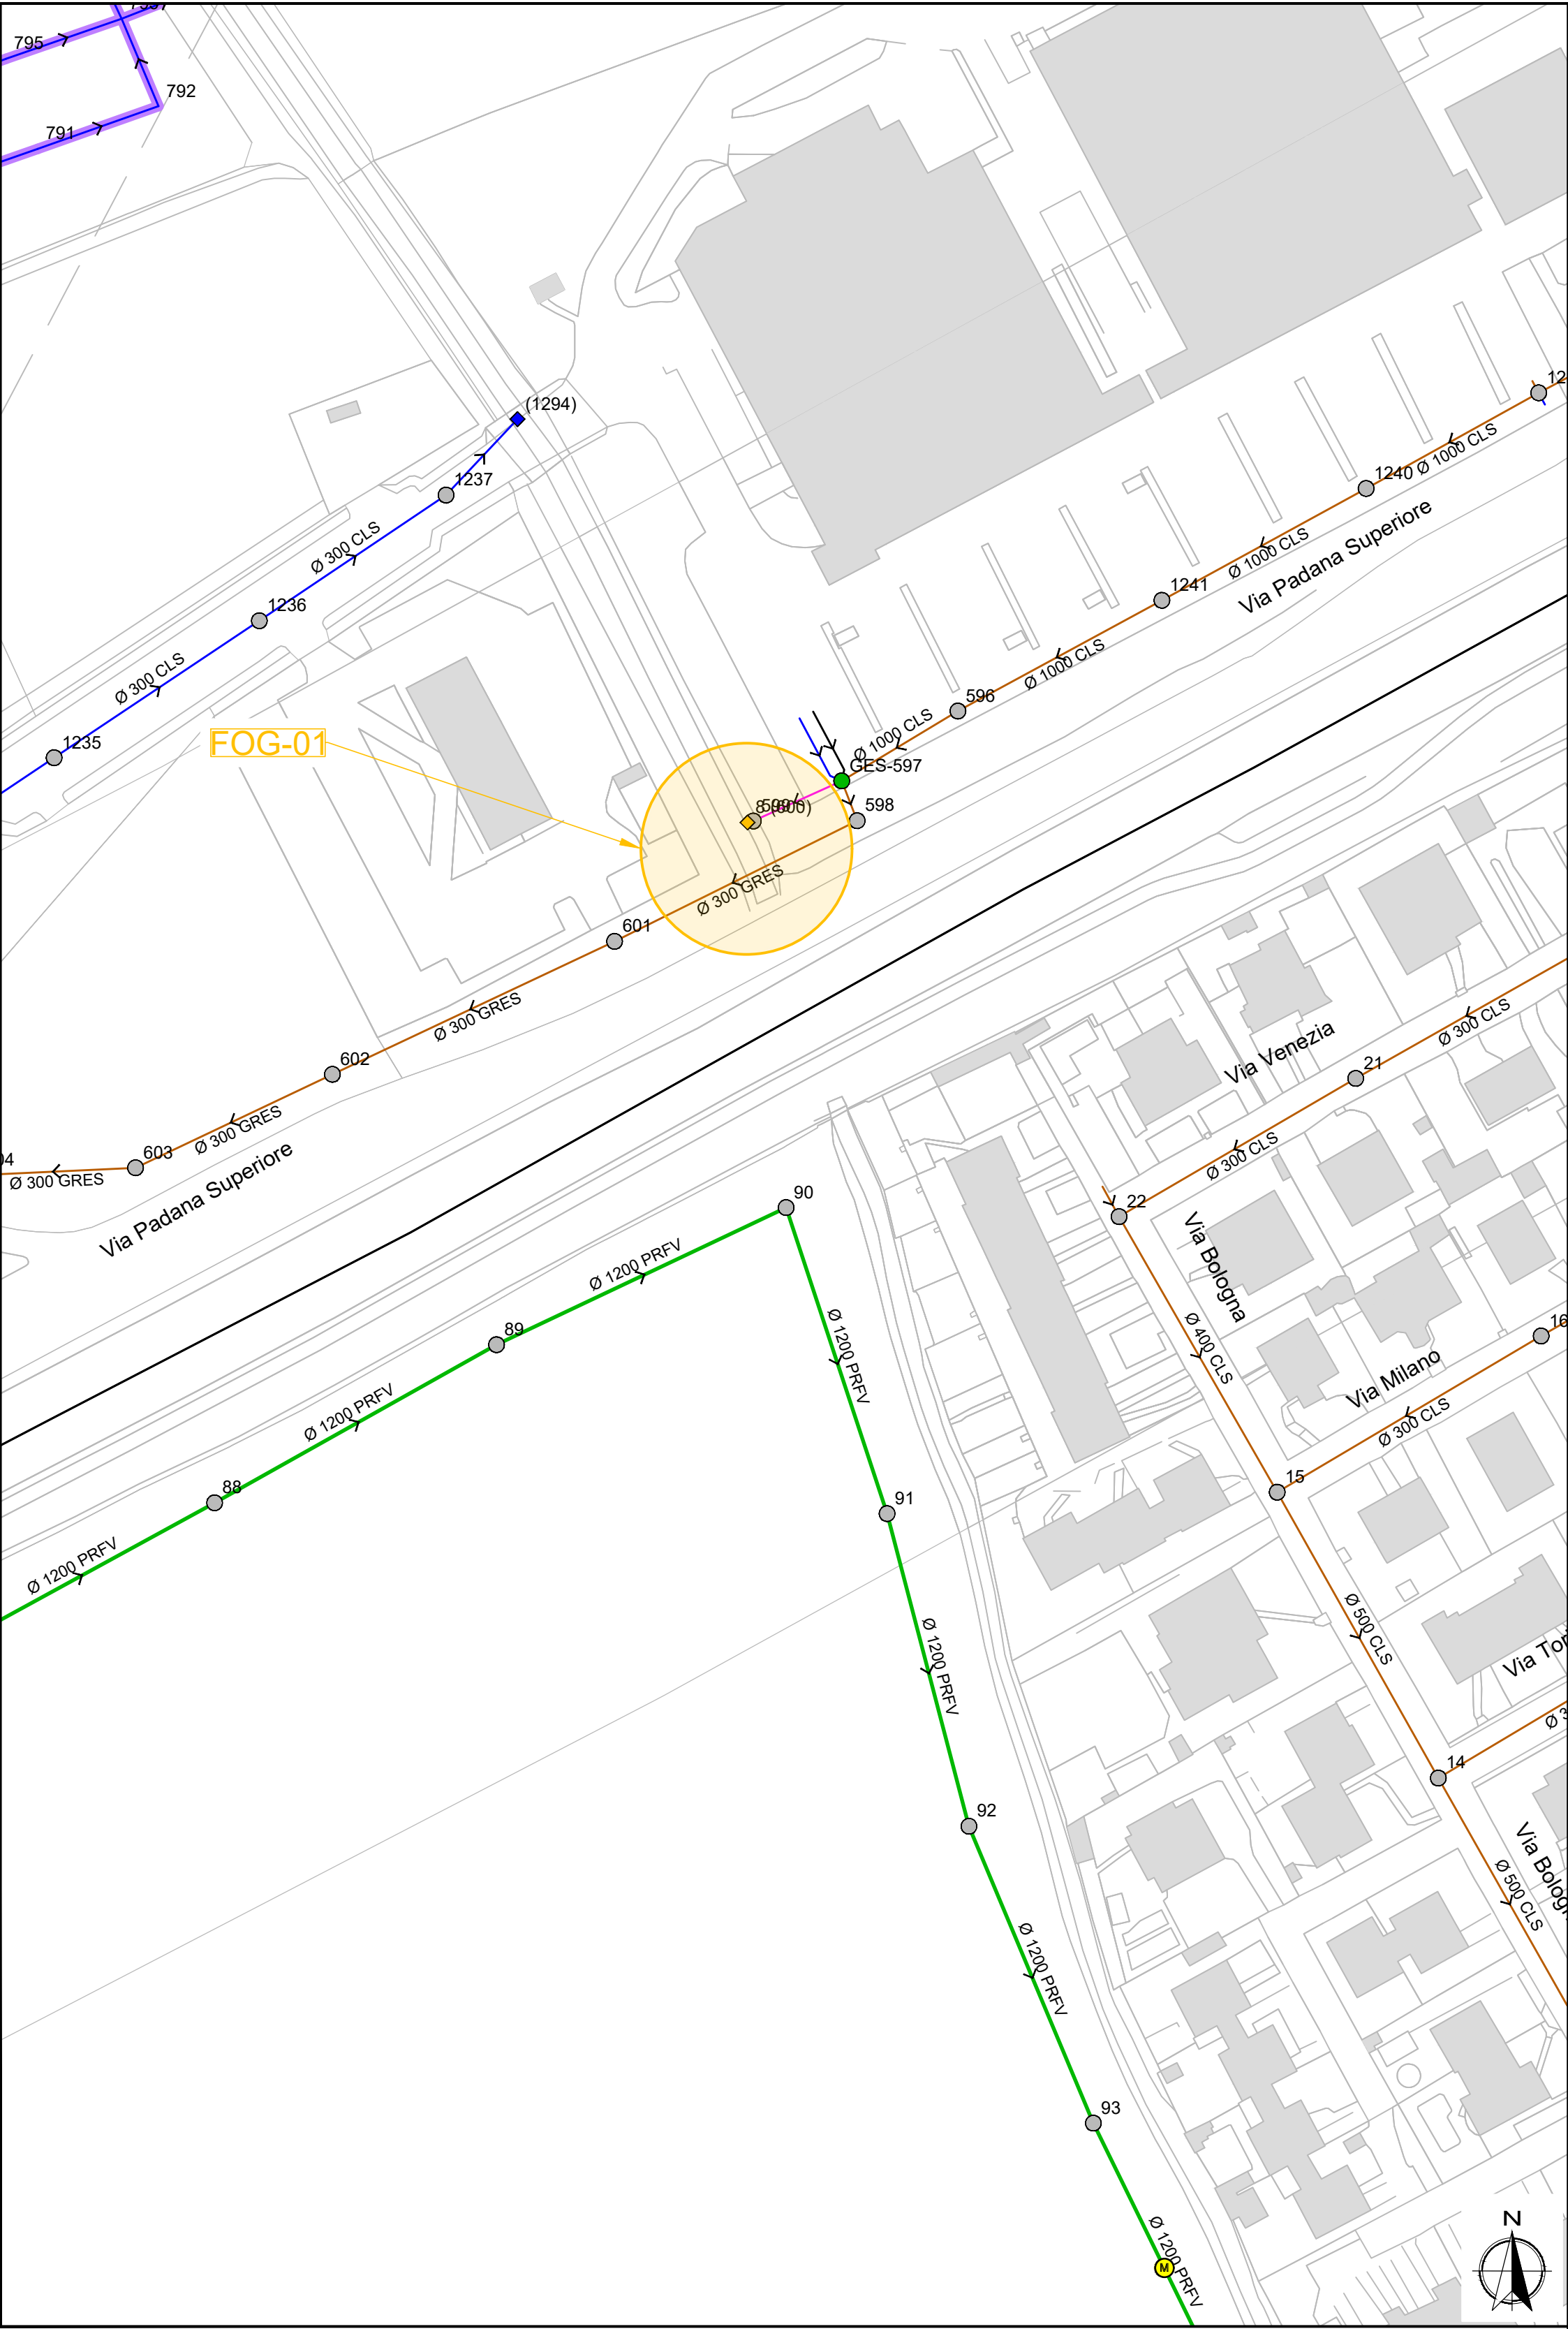 795
792
791
(1294)
1237
Ø 300 CLS
1236
Ø 300 CLS
1235
FOG-01
Ø 1000 CLS
1240
Ø 1000 CLS
Via Padana Superiore
1241
Ø 1000 CLS
596
Ø 1000 CLS
GES-597
598
Ø 300 GRES
601
Ø 300 GRES
602
Ø 300 GRES
603
Ø 300 GRES
Via Padana Superiore
Via Venezia
21
Ø 300 CLS
Ø 300 CLS
22
Via Bologna
Ø 400 CLS
90
Ø 1200 PRFV
89
Ø 1200 PRFV
88
Ø 1200 PRFV
Ø 1200 PRFV
16
Via Milano
Ø 300 CLS
15
91
Ø 500 CLS
Ø 1200 PRFV
14
92
Ø 500 CLS
Ø 1200 PRFV
93
Ø 1200 PRFV
M
N